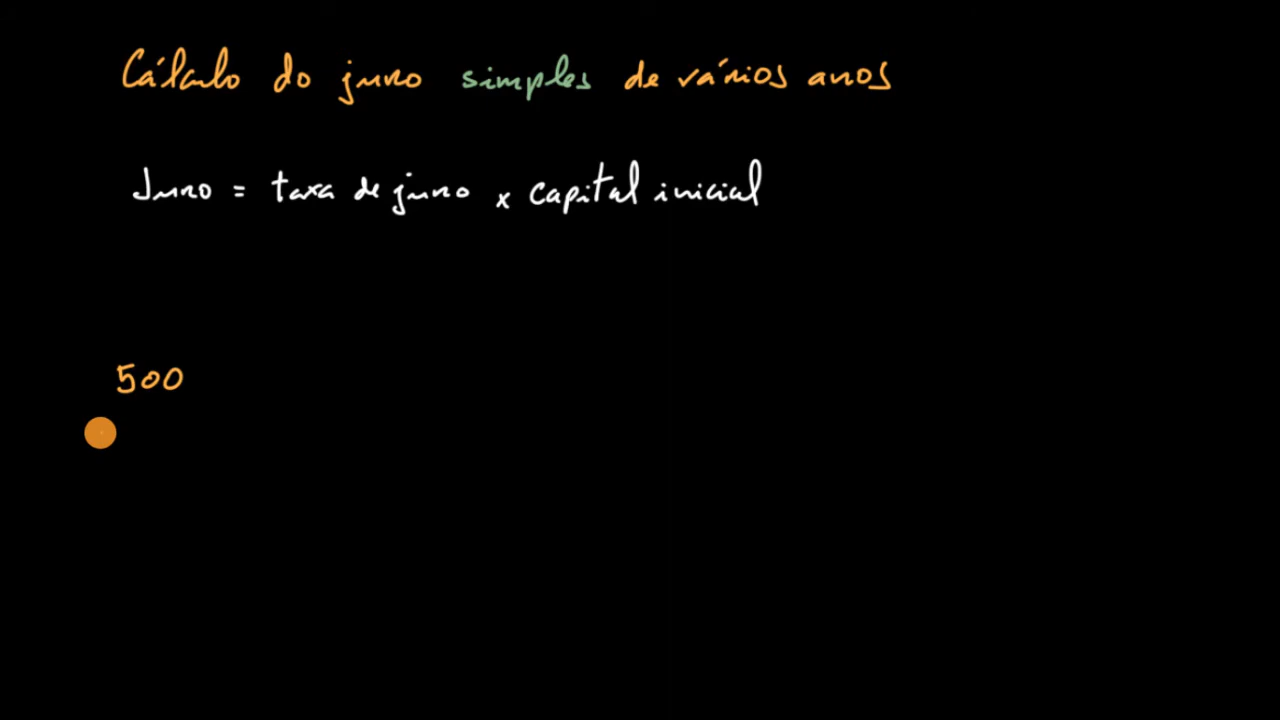 Cálculo do juro simples de vários anos
Juro = taxa de juro x capital inicial
500